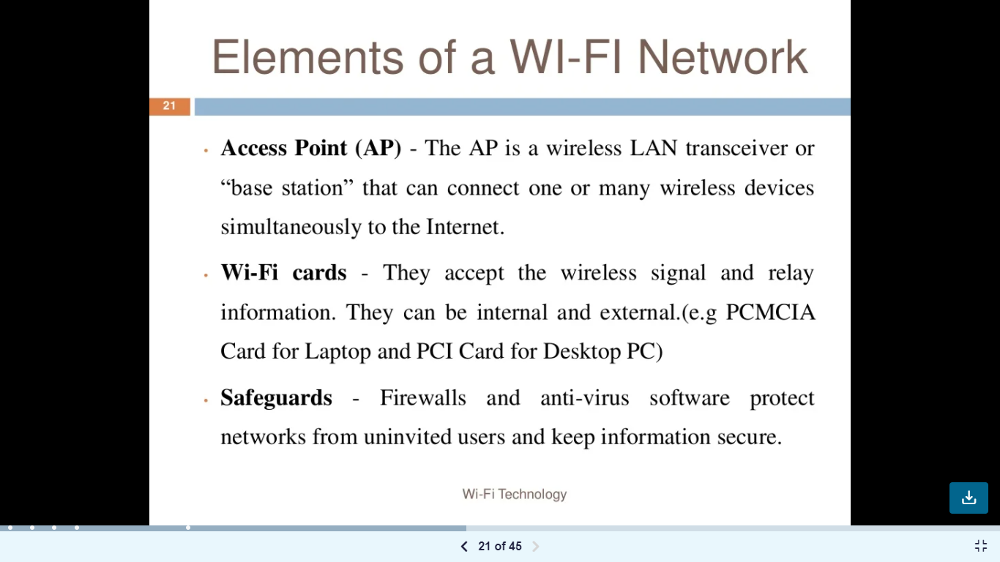 Elements of a WI-FI Network
21
• Access Point (AP) - The AP is a wireless LAN transceiver or
“base station” that can connect one or many wireless devices
simultaneously to the Internet.
• Wi-Fi cards - They accept the wireless signal and relay
information. They can be internal and external.(e.g PCMCIA
Card for Laptop and PCI Card for Desktop PC)
• Safeguards - Firewalls and anti-virus software protect
networks from uninvited users and keep information secure.
Wi-Fi Technology
21 of 45